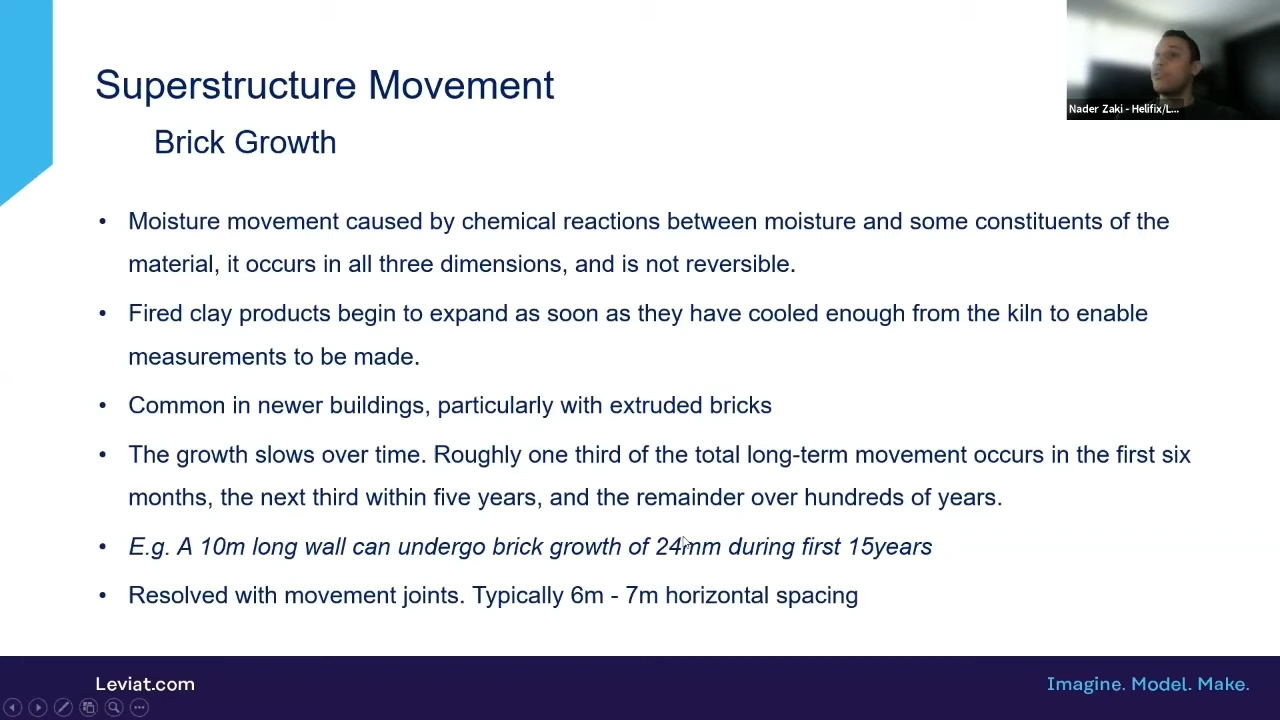 Superstructure Movement
Brick Growth
Nader Zaki - Helifix/L...
• Moisture movement caused by chemical reactions between moisture and some constituents of the
material, it occurs in all three dimensions, and is not reversible.
• Fired clay products begin to expand as soon as they have cooled enough from the kiln to enable
measurements to be made.
• Common in newer buildings, particularly with extruded bricks
• The growth slows over time. Roughly one third of the total long-term movement occurs in the first six
months, the next third within five years, and the remainder over hundreds of years.
• E.g. A 10m long wall can undergo brick growth of 24mm during first 15years
• Resolved with movement joints. Typically 6m - 7m horizontal spacing
Leviat.com
Imagine. Model. Make.